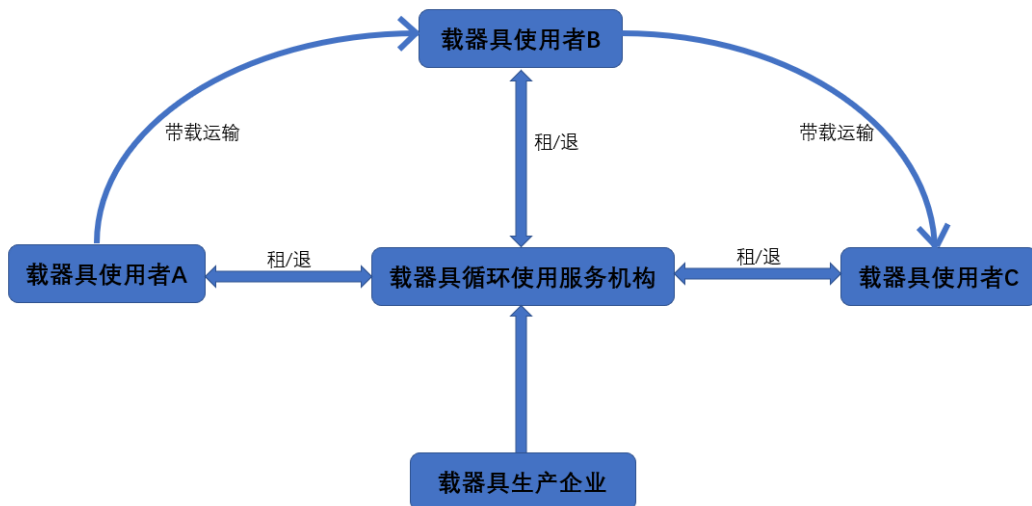 载器具使用者B
带载运输
带载运输
租/退
载器具使用者A
租/退
载器具循环使用服务机构
租/退
载器具使用者C
载器具生产企业